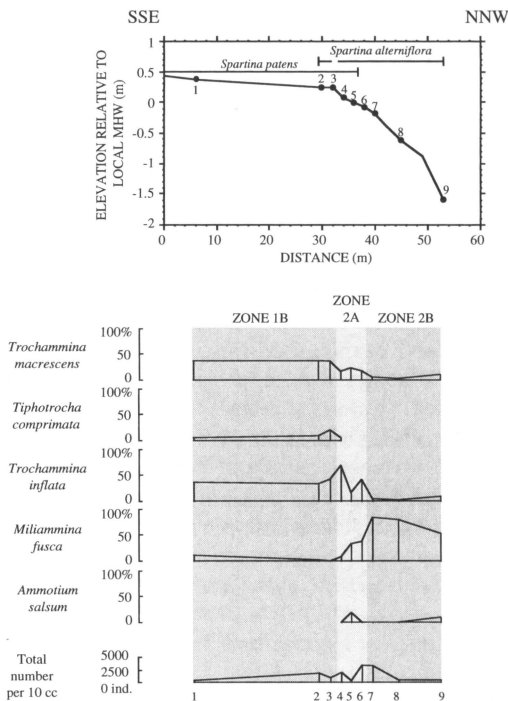 SSE NNW
Spartina alterniflora
Spartina patens
ELEVATION RELATIVE TO
LOCAL MHW (m)
1
0.5
0
-0.5
-1
-1.5
-2
1 2 3 4 5 6 7 8 9
0 10 20 30 40 50 60
DISTANCE (m)
ZONE 1B ZONE 2A ZONE 2B
Trochammina
macrescens
100%
50
0
Tiphotrocha
comprimata
100%
50
0
Trochammina
inflata
100%
50
0
Miliammina
fusca
100%
50
0
Ammotium
salsum
100%
50
0
Total
number
per 10 cc
5000
2500
0 ind.
1 2 3 4 5 6 7 8 9